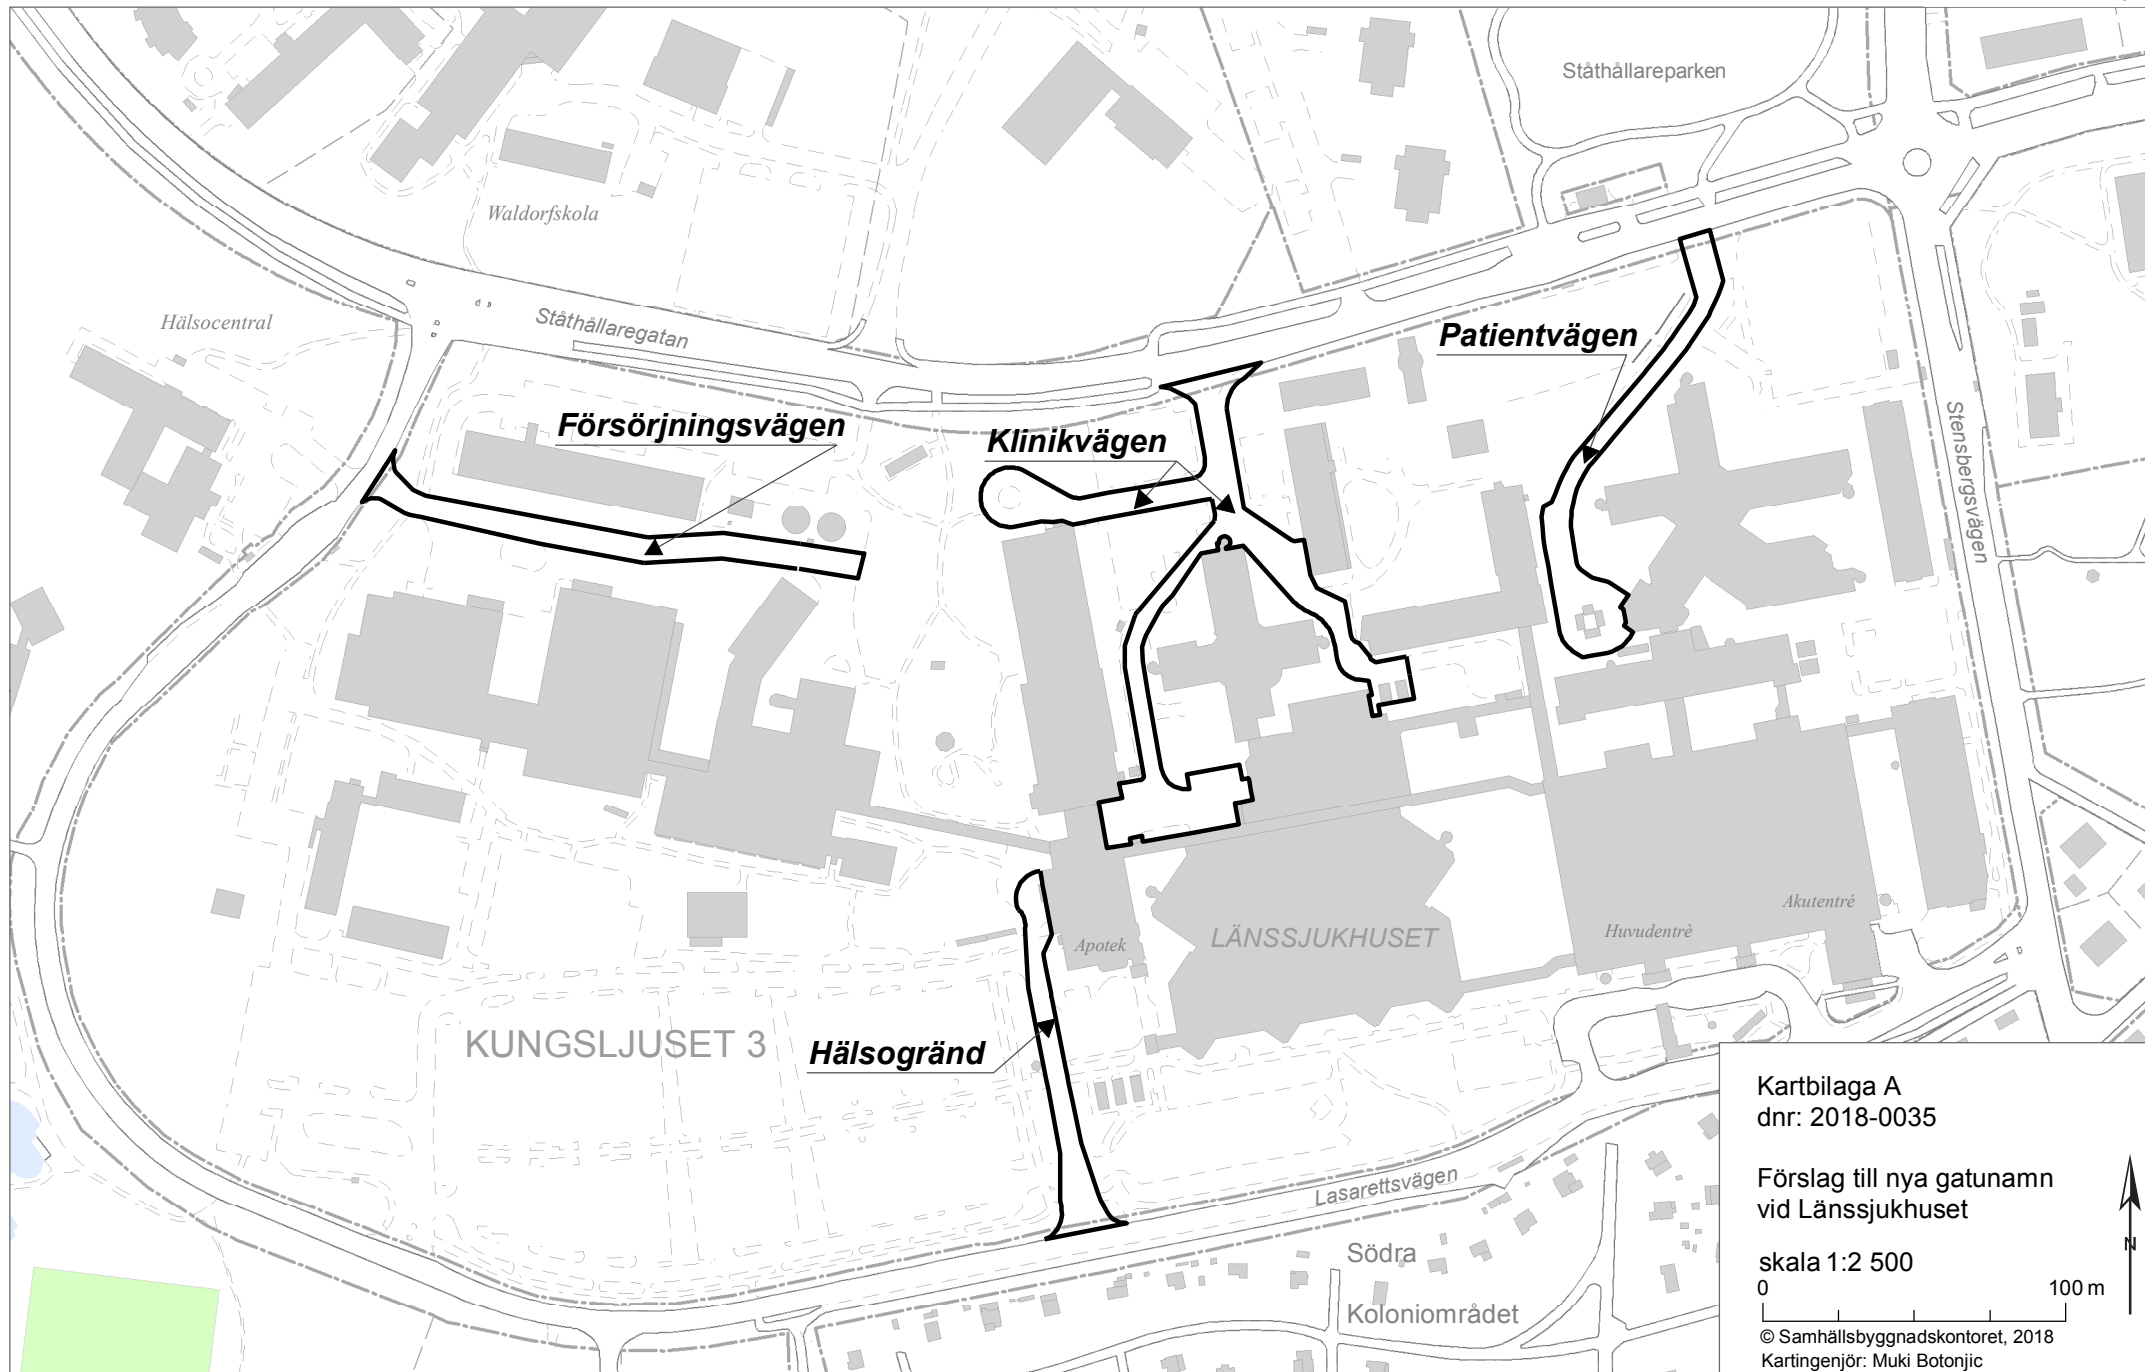 Ståthållareparken
Waldorfskola
Hälsocentral
Ståthållaregatan
Patientvägen
Försörjningsvägen
Klinikvägen
Stensbergsvägen
Akutentré
Huvudentrè
Apotek
LÄNSSJUKHUSET
KUNGSLJUSET 3
Hälsogränd
Lasarettsvägen
Södra
Koloniområdet
Kartbilaga A
dnr: 2018-0035
Förslag till nya gatunamn
vid Länssjukhuset
skala 1:2 500
0 100 m
N
© Samhällsbyggnadskontoret, 2018
Kartingenjör: Muki Botonjic